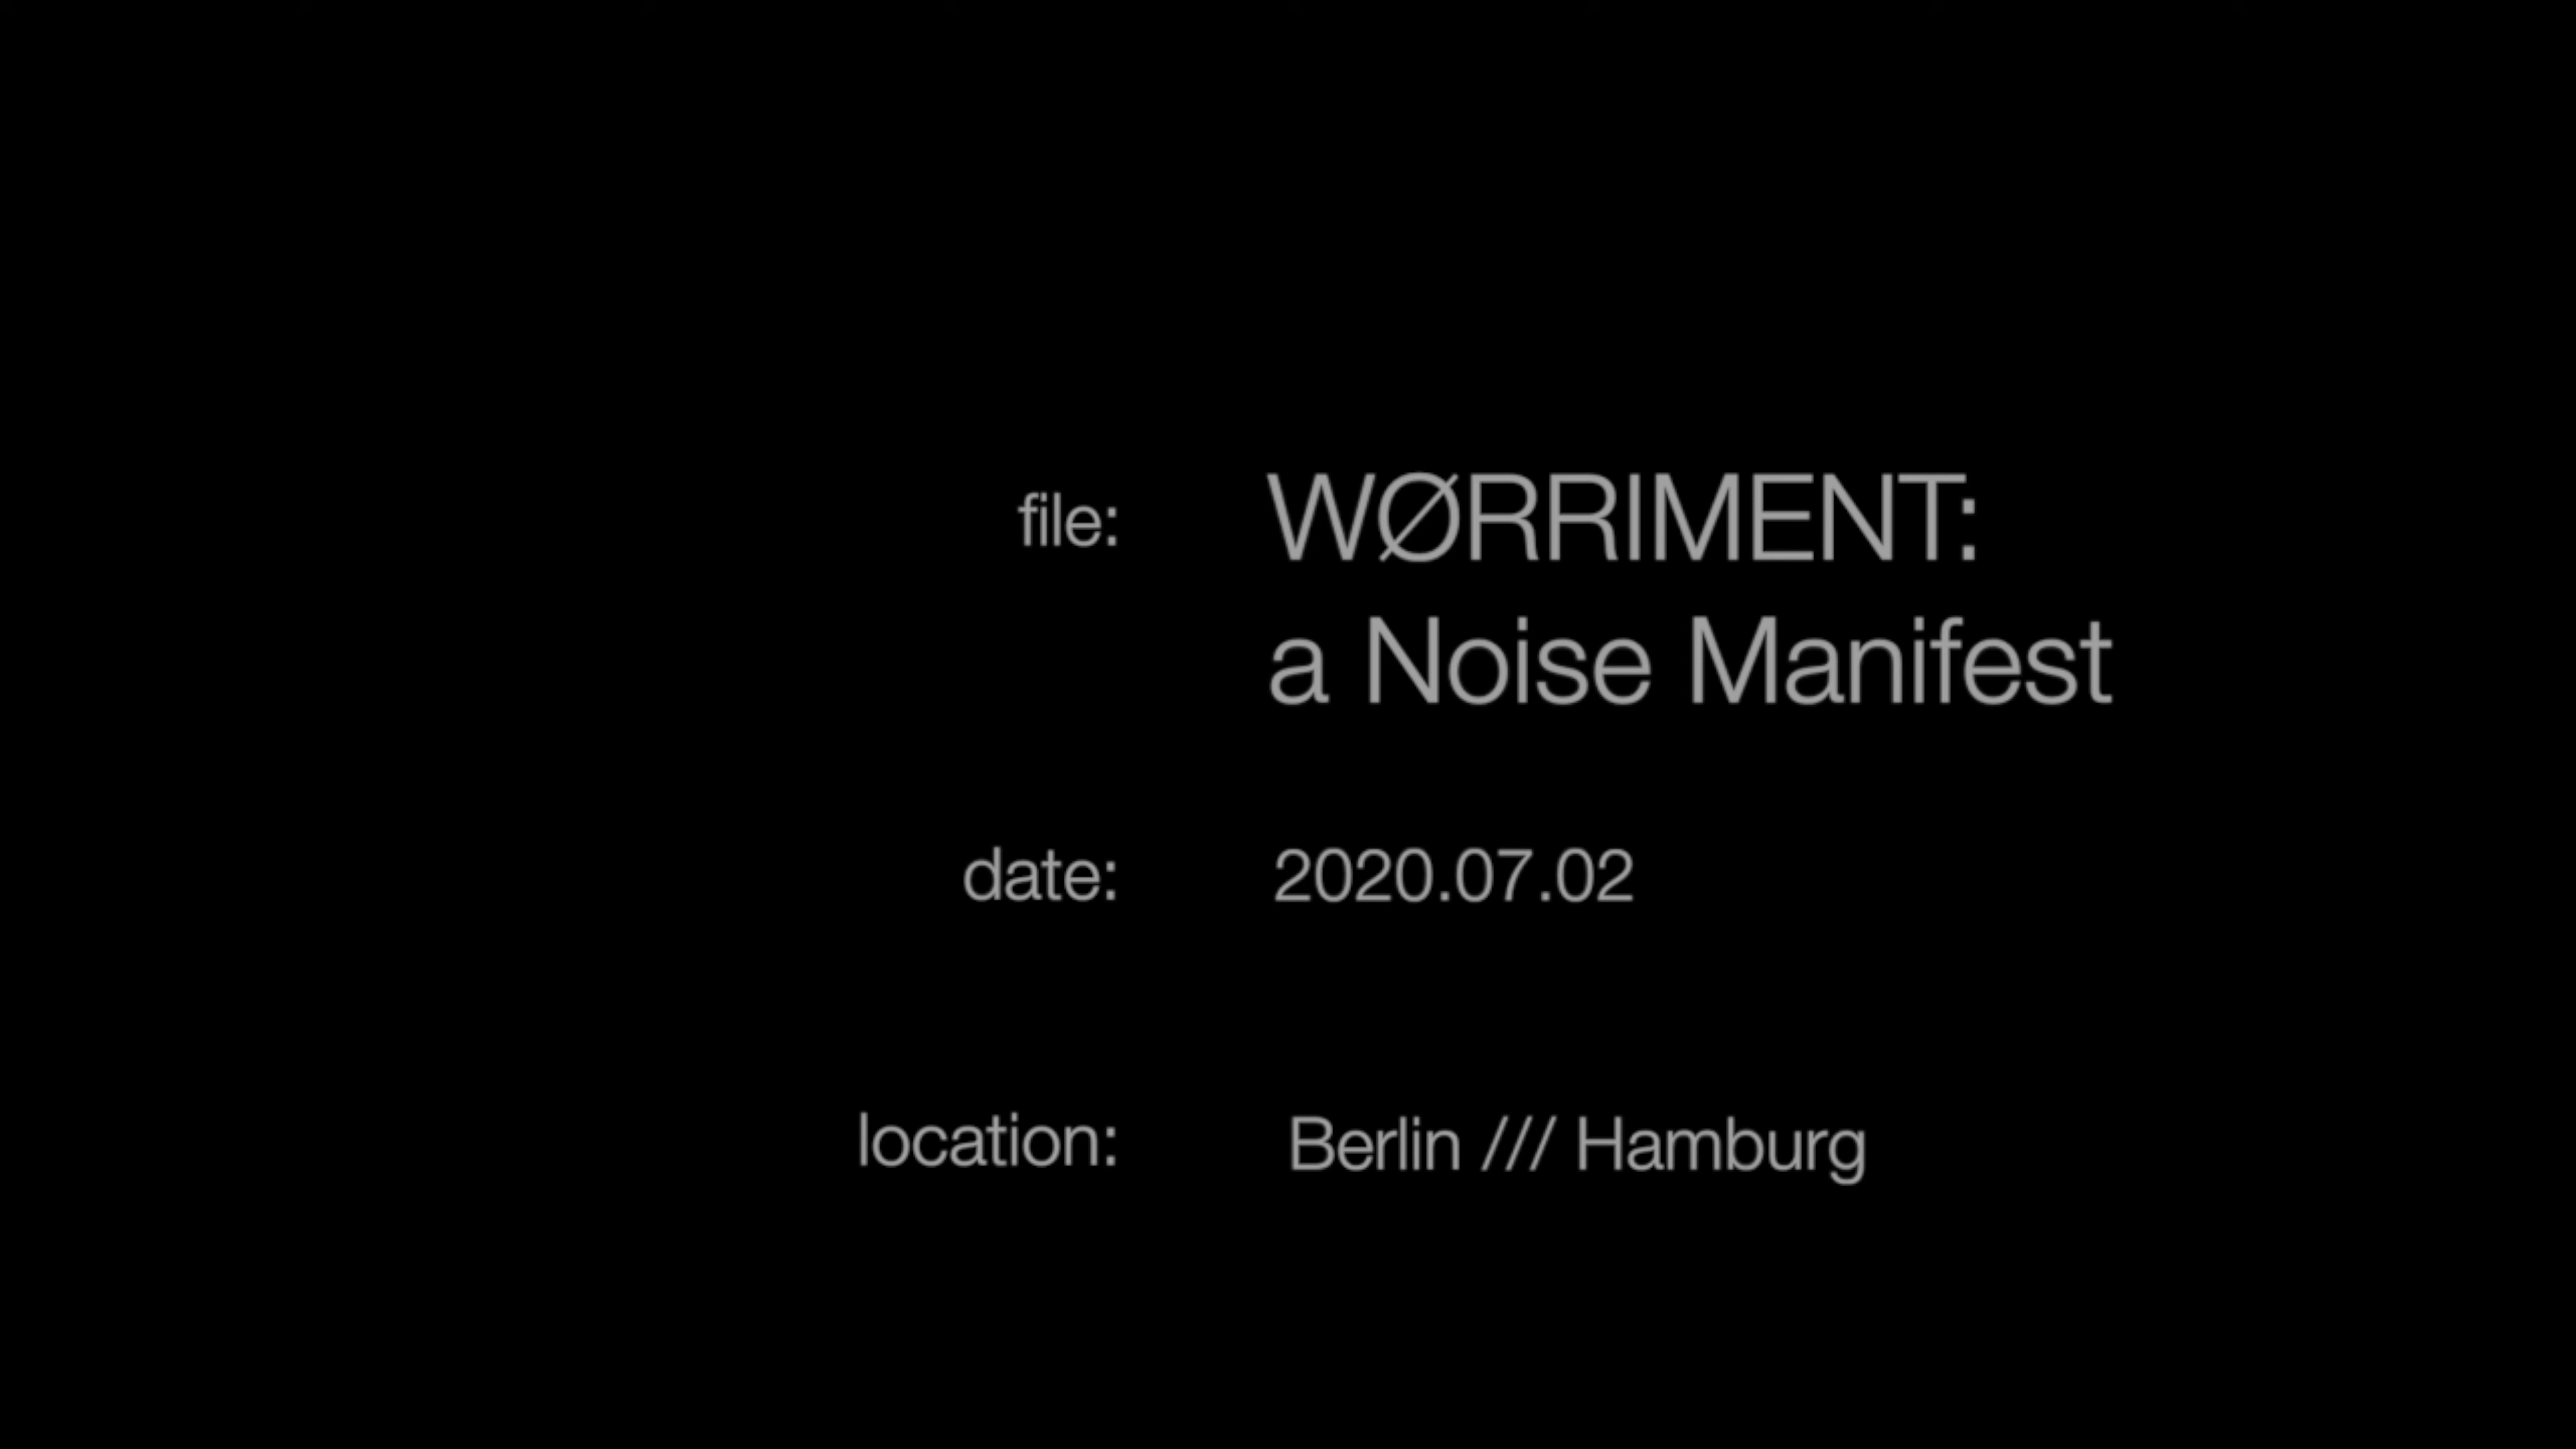 file: WØRRIMENT:
a Noise Manifest
date: 2020.07.02
location: Berlin /// Hamburg